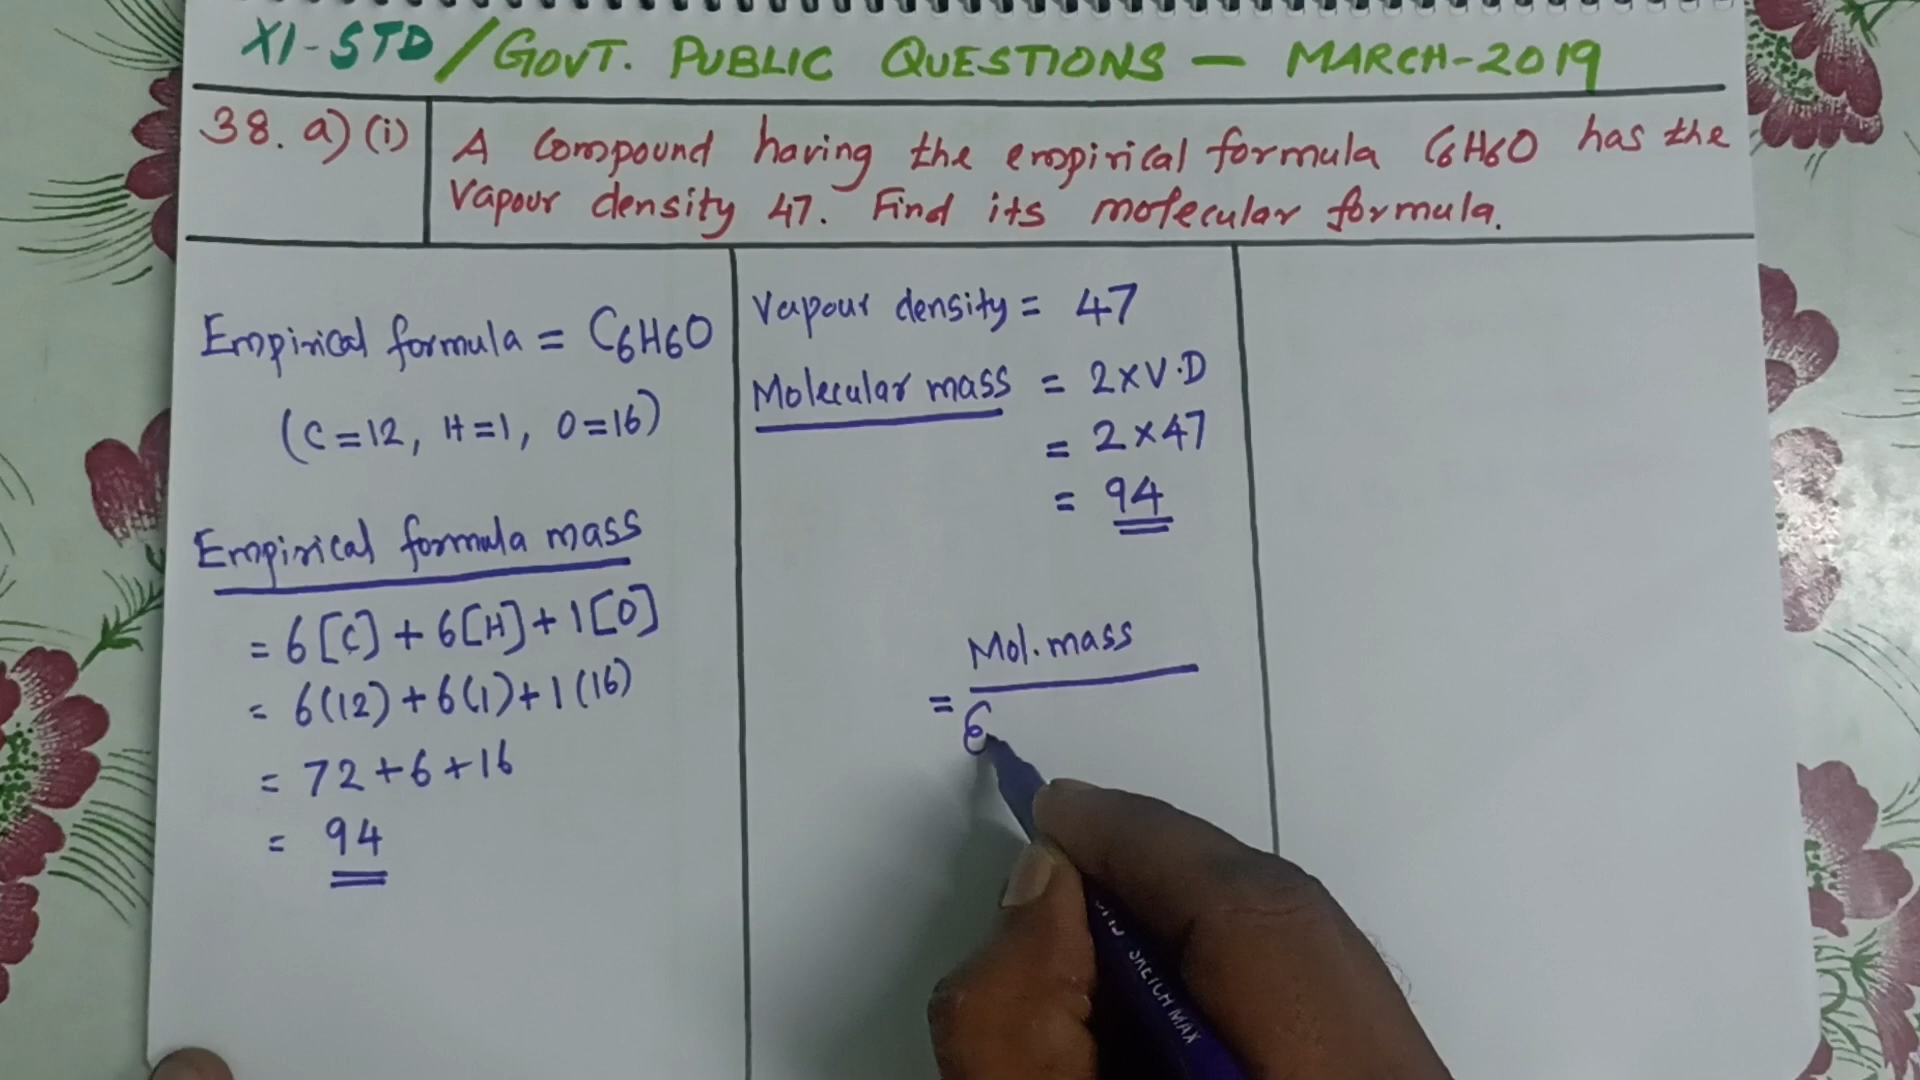 XI-STD/GOVT. PUBLIC QUESTIONS — MARCH-2019
38. a) (i)
A compound having the empirical formula C6H6O has the
vapour density 47. Find its molecular formula.
Empirical formula = C6H6O
(C=12, H=1, O=16)
Empirical formula mass
= 6[C] + 6[H] + 1[O]
= 6(12) + 6(1) + 1(16)
= 72+6+16
= 94
Vapour density = 47
Molecular mass = 2×V.D
= 2×47
= 94
Mol. mass
=
SKETCH MAX